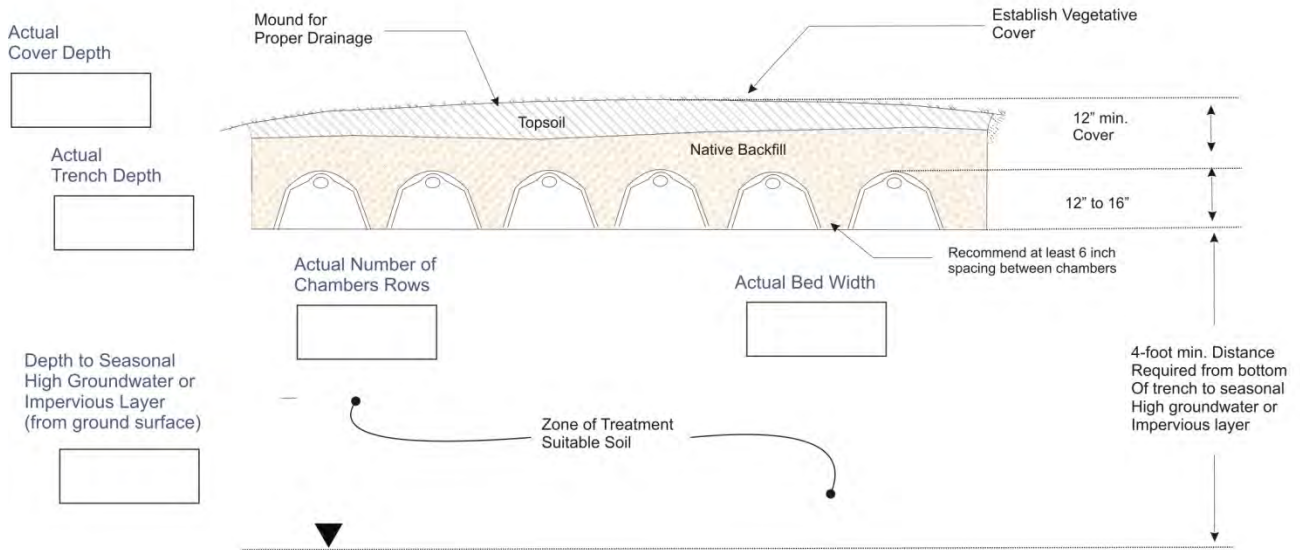 Actual
Cover Depth
Mound for
Proper Drainage
Establish Vegetative
Cover
Topsoil
12" min.
Cover
Native Backfill
Actual
Trench Depth
12" to 16"
Recommend at least 6 inch
spacing between chambers
Actual Number of
Chambers Rows
Actual Bed Width
Depth to Seasonal
High Groundwater or
Impervious Layer
(from ground surface)
4-foot min. Distance
Required from bottom
Of trench to seasonal
High groundwater or
Impervious layer
Zone of Treatment
Suitable Soil